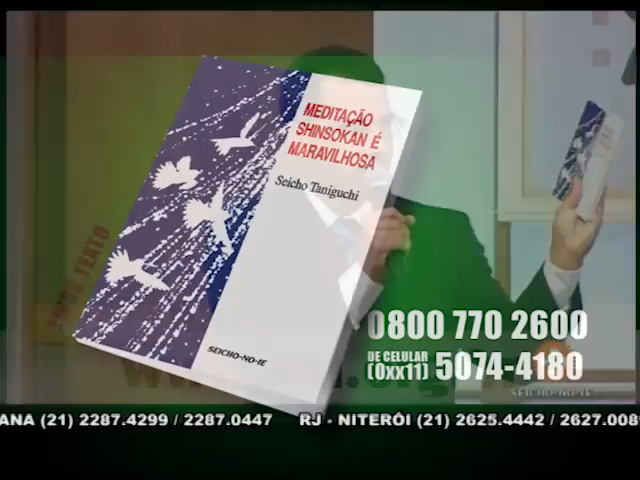 MEDITAÇÃO
SHINSOKAN É
MARAVILHOSA
Seicho Taniguchi
SEICHO-NO-IE
0800 770 2600
DE CELULAR
(0xx11) 5074-4180
SEICHO-NO-IE
ANA (21) 2287.4299 / 2287.0447 RJ - NITERÓI (21) 2625.4442 / 2627.008